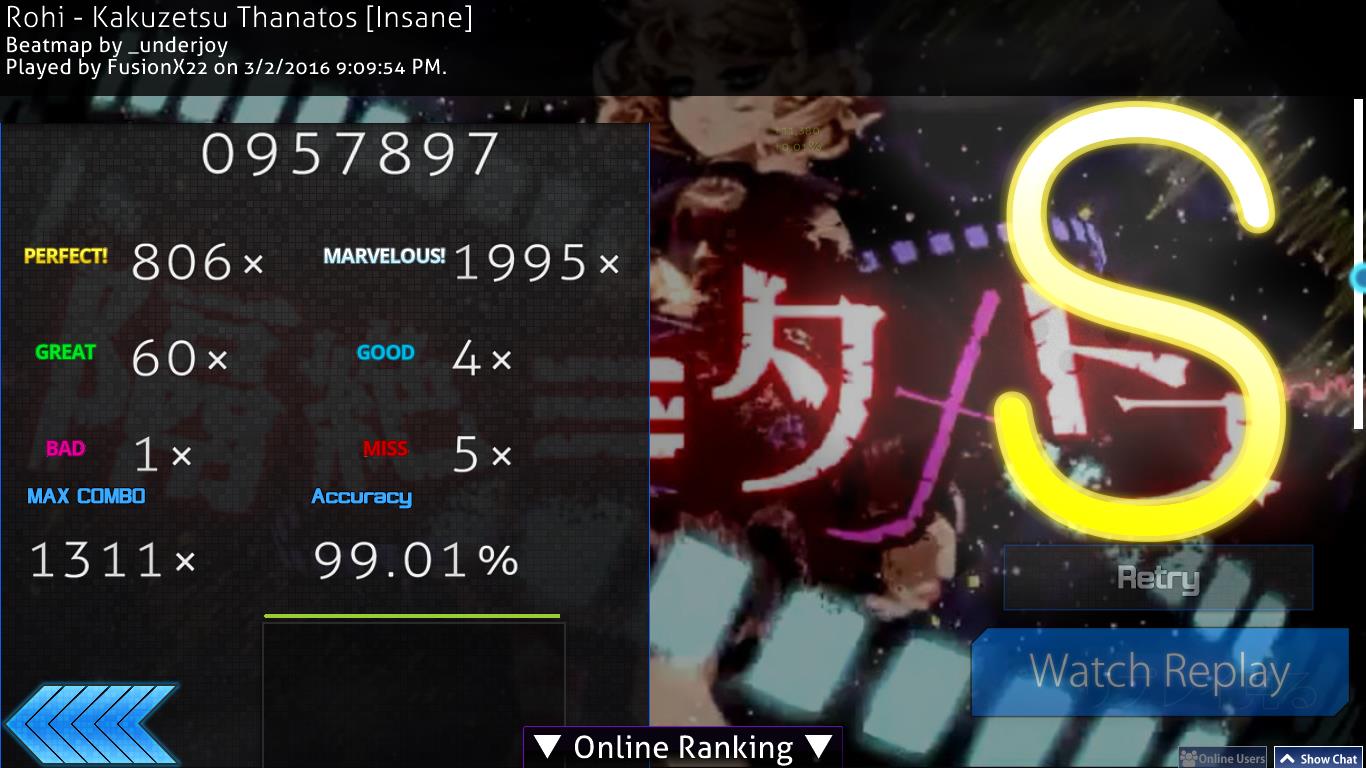 Rohi - Kakuzetsu Thanatos [Insane]
Beatmap by _underjoy
Played by FusionX22 on 3/2/2016 9:09:54 PM.
0957897
PERFECT! 806× MARVELOUS! 1995×
GREAT 60× GOOD 4×
BAD 1× MISS 5×
MAX COMBO Accuracy
1311× 99.01%
S
Retry
Watch Replay
▼ Online Ranking ▼
Online Users Show Chat